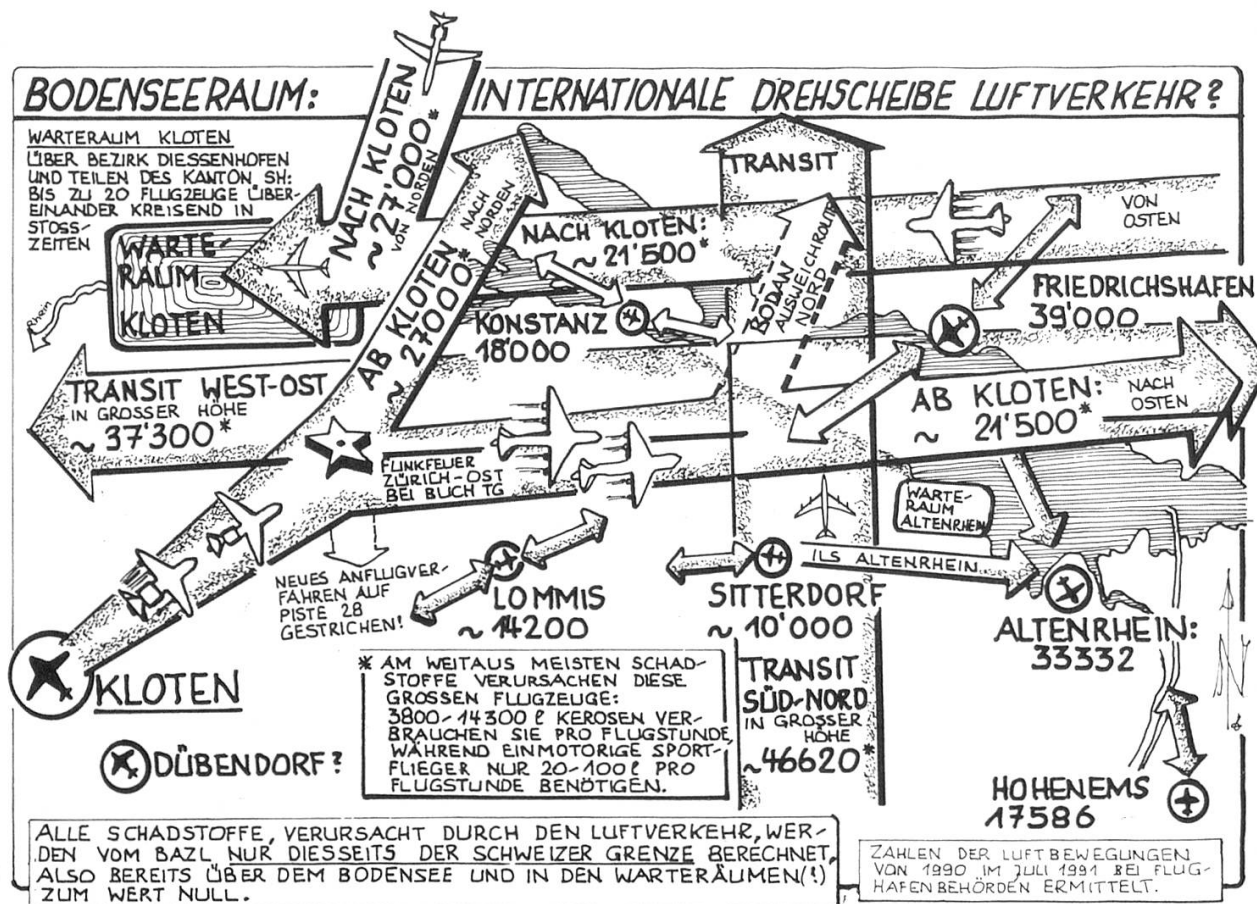 BODENSEERAUM: INTERNATIONALE DREHSCHEIBE LUFTVERKEHR?
WARTERAUM KLOTEN
ÜBER BEZIRK DIESSENHOFEN
UND TEILEN DES KANTON SH:
BIS ZU 20 FLUGZEUGE ÜBER-
EINANDER KREISEND IN
STOSS-
ZEITEN
WARTE-
RAUM
KLOTEN
Rhein
NACH KLOTEN
~ 27'000*
VON NORDEN
AB KLOTEN
~ 27000*
NACH NORDEN
NACH KLOTEN:
~ 21'500*
TRANSIT
BODAN
AUSWEICHROUTE
NORD
VON
OSTEN
KONSTANZ
18'000
FRIEDRICHSHAFEN
39'000
TRANSIT WEST-OST
IN GROSSER HÖHE
~ 37'300*
AB KLOTEN:
~ 21'500*
NACH
OSTEN
FLINKFEUER
ZÜRICH-OST
BEI BUCH TG
WARTE-
RAUM
ALTENRHEIN
NEUES ANFLUGVER-
FAHREN AUF
PISTE 28
GESTRICHEN!
LOMMIS
~ 14200
SITTERDORF
~ 10'000
ILS ALTENRHEIN
ALTENRHEIN:
33332
N
KLOTEN
DÜBENDORF?
* AM WEITAUS MEISTEN SCHAD-
STOFFE VERURSACHEN DIESE
GROSSEN FLUGZEUGE:
3800-14300 l KEROSEN VER-
BRAUCHEN SIE PRO FLUGSTUNDE,
WÄHREND EINMOTORIGE SPORT-
FLIEGER NUR 20-100 l PRO
FLUGSTUNDE BENÖTIGEN.
TRANSIT
SÜD-NORD
IN GROSSER
HÖHE
~46620*
HOHENEMS
17586
ALLE SCHADSTOFFE, VERURSACHT DURCH DEN LUFTVERKEHR, WER-
DEN VOM BAZL NUR DIESSEITS DER SCHWEIZER GRENZE BERECHNET,
ALSO BEREITS ÜBER DEM BODENSEE UND IN DEN WARTERÄUMEN(!)
ZUM WERT NULL.
ZAHLEN DER LUFTBEWEGUNGEN
VON 1990 IM JULI 1991 BEI FLUG-
HAFENBEHÖRDEN ERMITTELT.